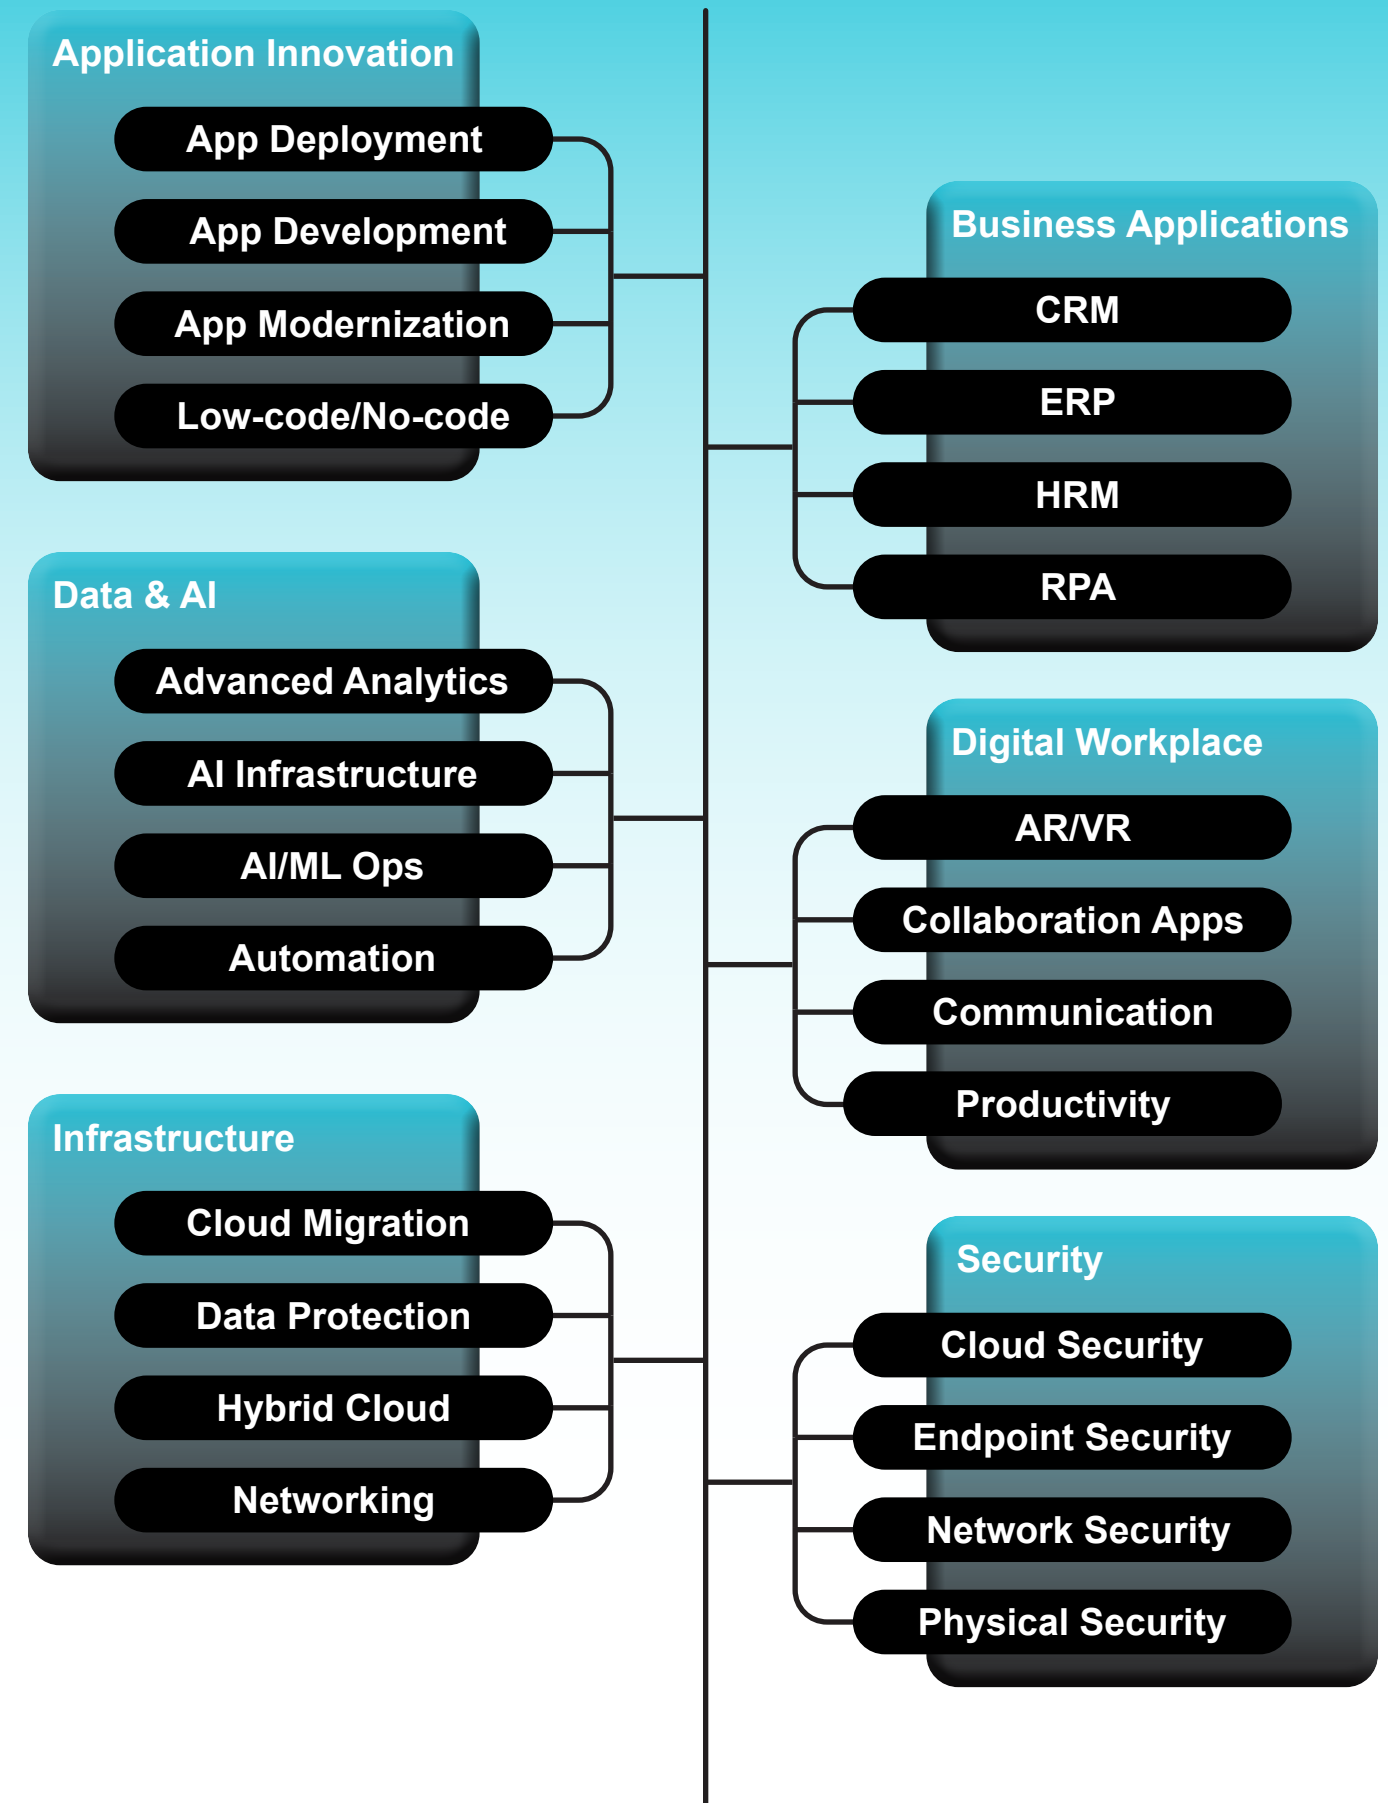 Application Innovation
App Deployment
App Development
App Modernization
Low-code/No-code
Business Applications
CRM
ERP
HRM
RPA
Data & AI
Advanced Analytics
AI Infrastructure
AI/ML Ops
Automation
Digital Workplace
AR/VR
Collaboration Apps
Communication
Productivity
Infrastructure
Cloud Migration
Data Protection
Hybrid Cloud
Networking
Security
Cloud Security
Endpoint Security
Network Security
Physical Security